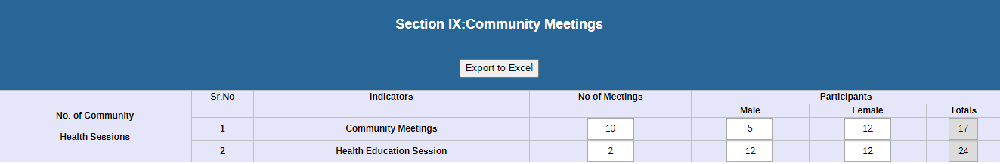 Section IX:Community Meetings
Export to Excel
No. of Community
Health Sessions
Sr.No Indicators No of Meetings Participants
Male Female Totals
1 Community Meetings 10 5 12 17
2 Health Education Session 2 12 12 24